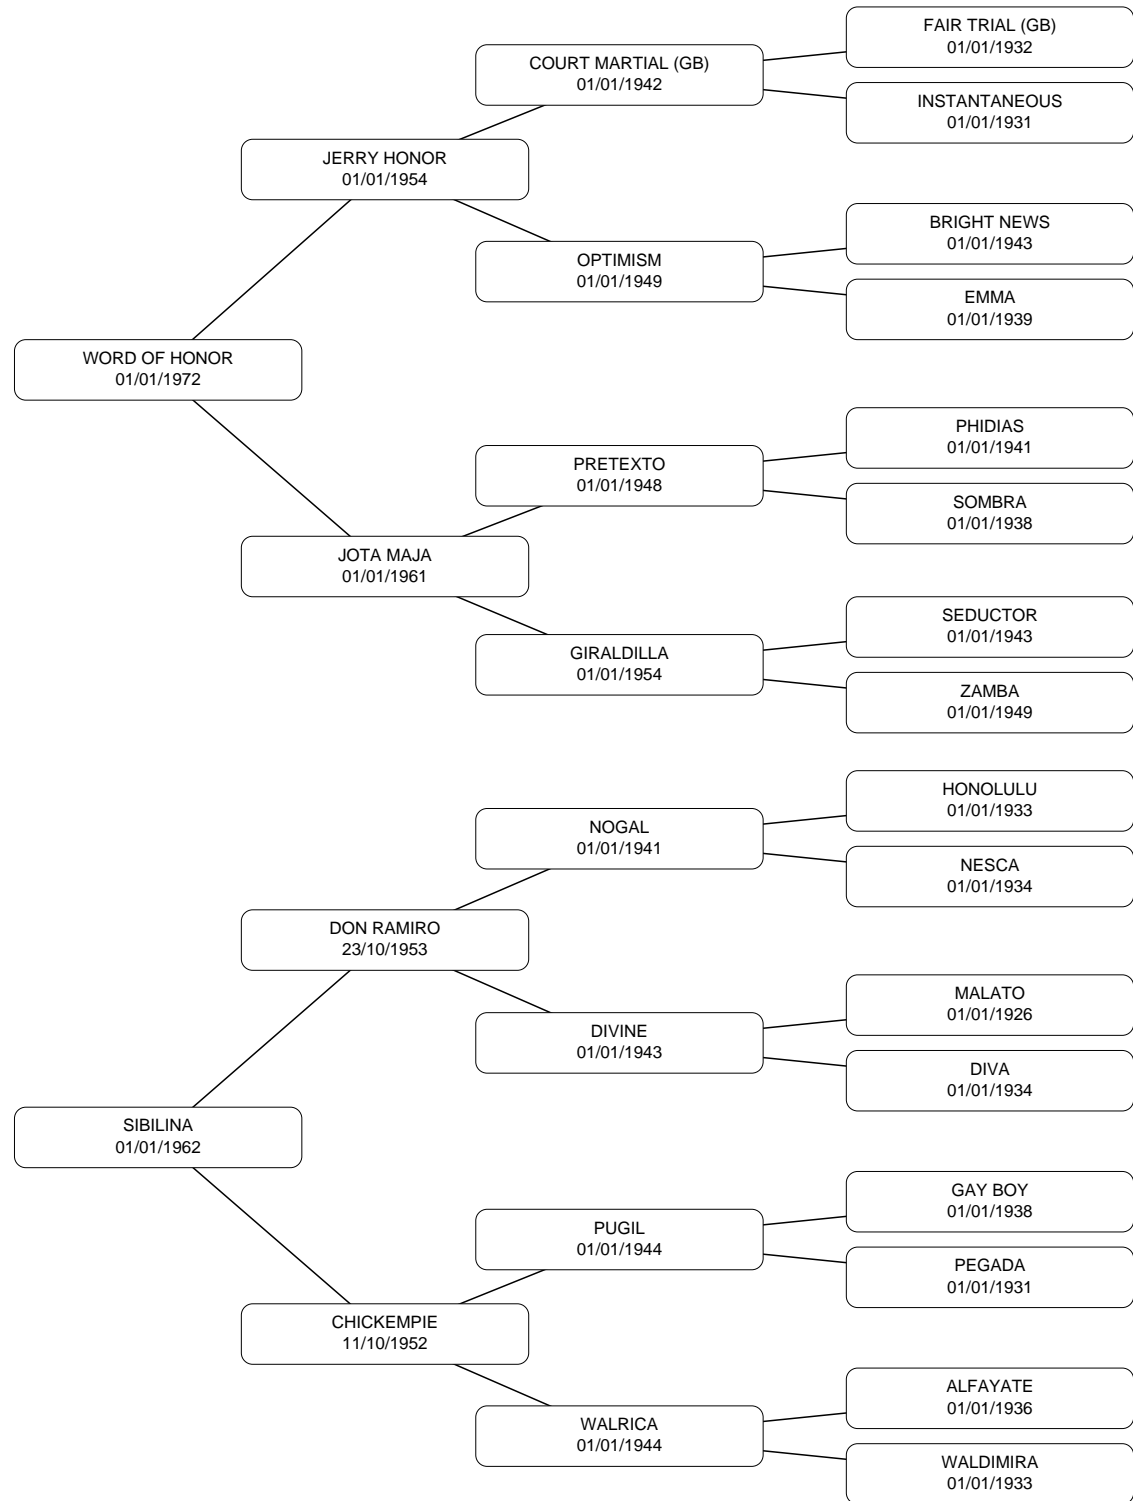 FAIR TRIAL (GB)
01/01/1932
COURT MARTIAL (GB)
01/01/1942
INSTANTANEOUS
01/01/1931
JERRY HONOR
01/01/1954
BRIGHT NEWS
01/01/1943
OPTIMISM
01/01/1949
EMMA
01/01/1939
WORD OF HONOR
01/01/1972
PHIDIAS
01/01/1941
PRETEXTO
01/01/1948
SOMBRA
01/01/1938
JOTA MAJA
01/01/1961
SEDUCTOR
01/01/1943
GIRALDILLA
01/01/1954
ZAMBA
01/01/1949
HONOLULU
01/01/1933
NOGAL
01/01/1941
NESCA
01/01/1934
DON RAMIRO
23/10/1953
MALATO
01/01/1926
DIVINE
01/01/1943
DIVA
01/01/1934
SIBILINA
01/01/1962
GAY BOY
01/01/1938
PUGIL
01/01/1944
PEGADA
01/01/1931
CHICKEMPIE
11/10/1952
ALFAYATE
01/01/1936
WALRICA
01/01/1944
WALDIMIRA
01/01/1933